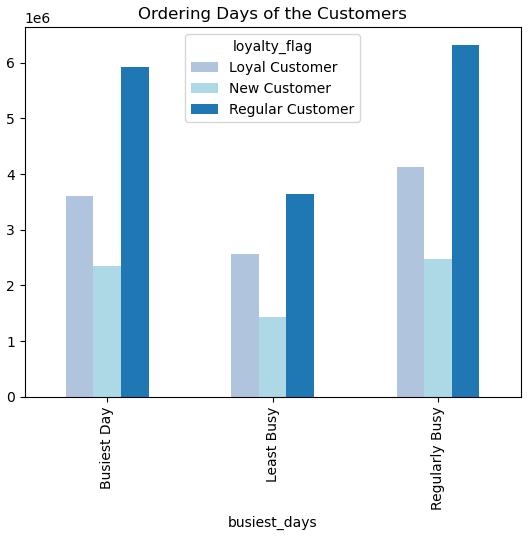 Ordering Days of the Customers
1e6
loyalty_flag
Loyal Customer
New Customer
Regular Customer
6
5
4
3
2
1
0
Busiest Day
Least Busy
Regularly Busy
busiest_days